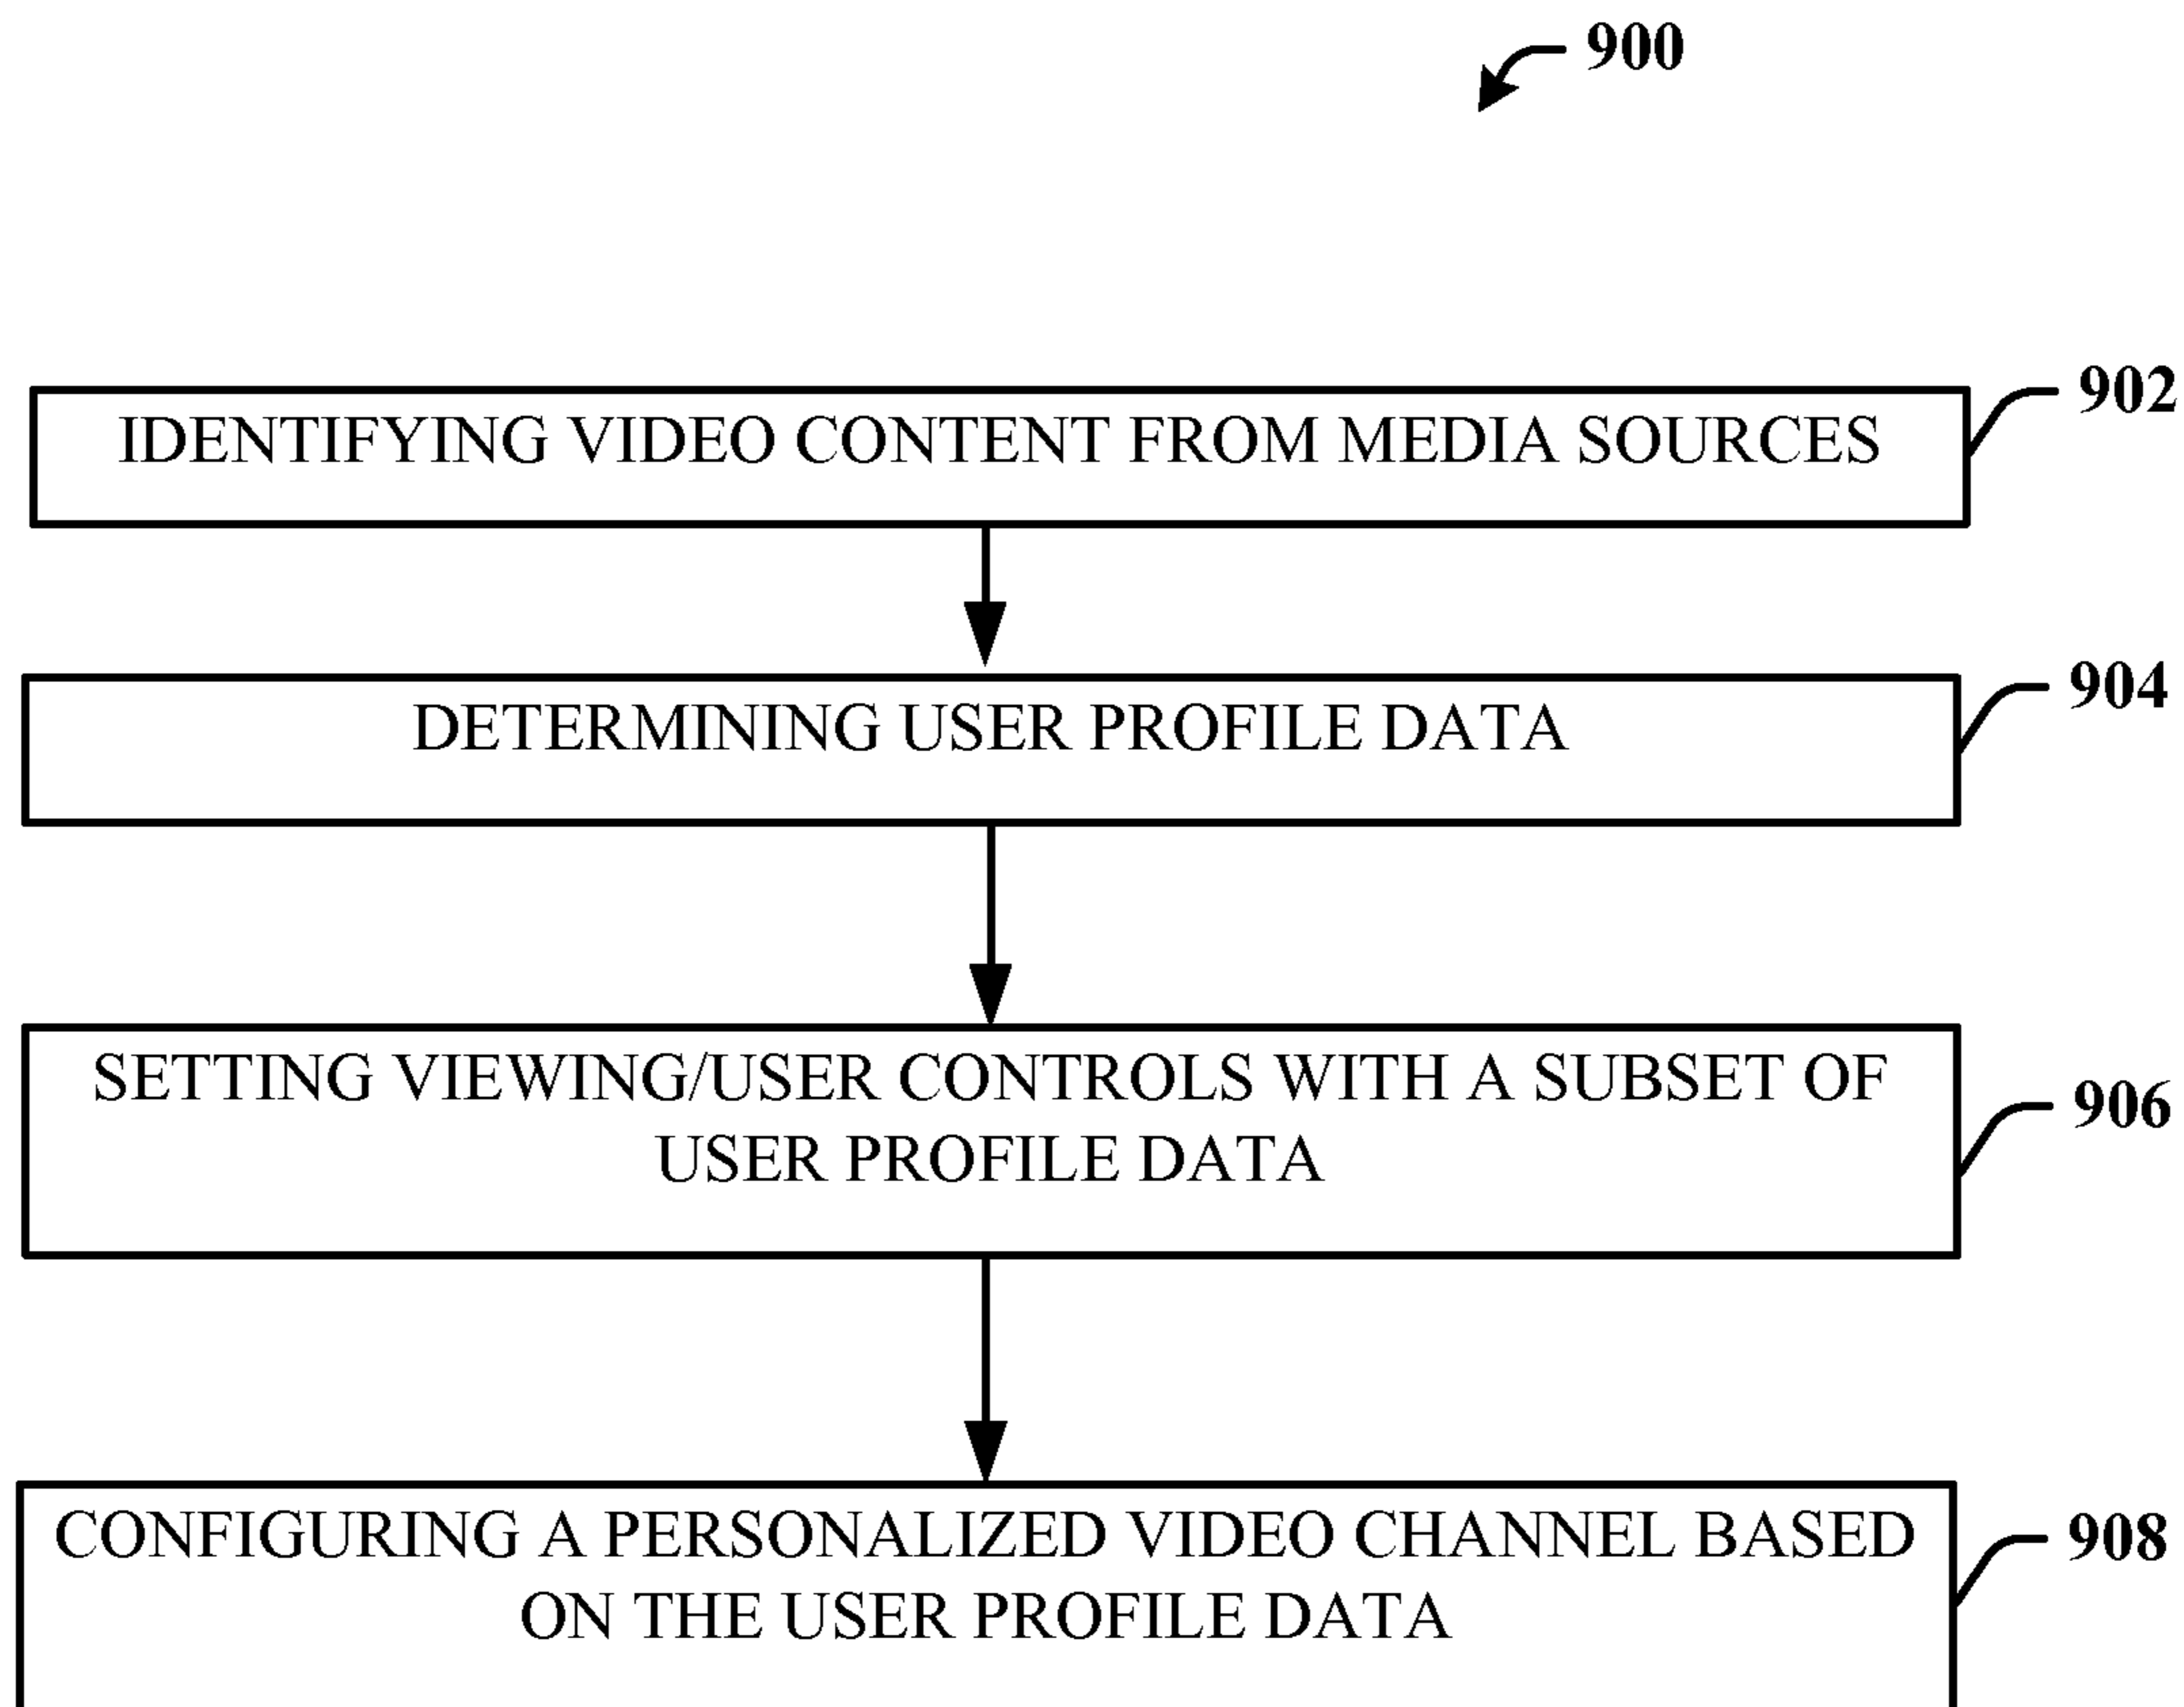 900
IDENTIFYING VIDEO CONTENT FROM MEDIA SOURCES
902
DETERMINING USER PROFILE DATA
904
SETTING VIEWING/USER CONTROLS WITH A SUBSET OF
USER PROFILE DATA
906
CONFIGURING A PERSONALIZED VIDEO CHANNEL BASED
ON THE USER PROFILE DATA
908